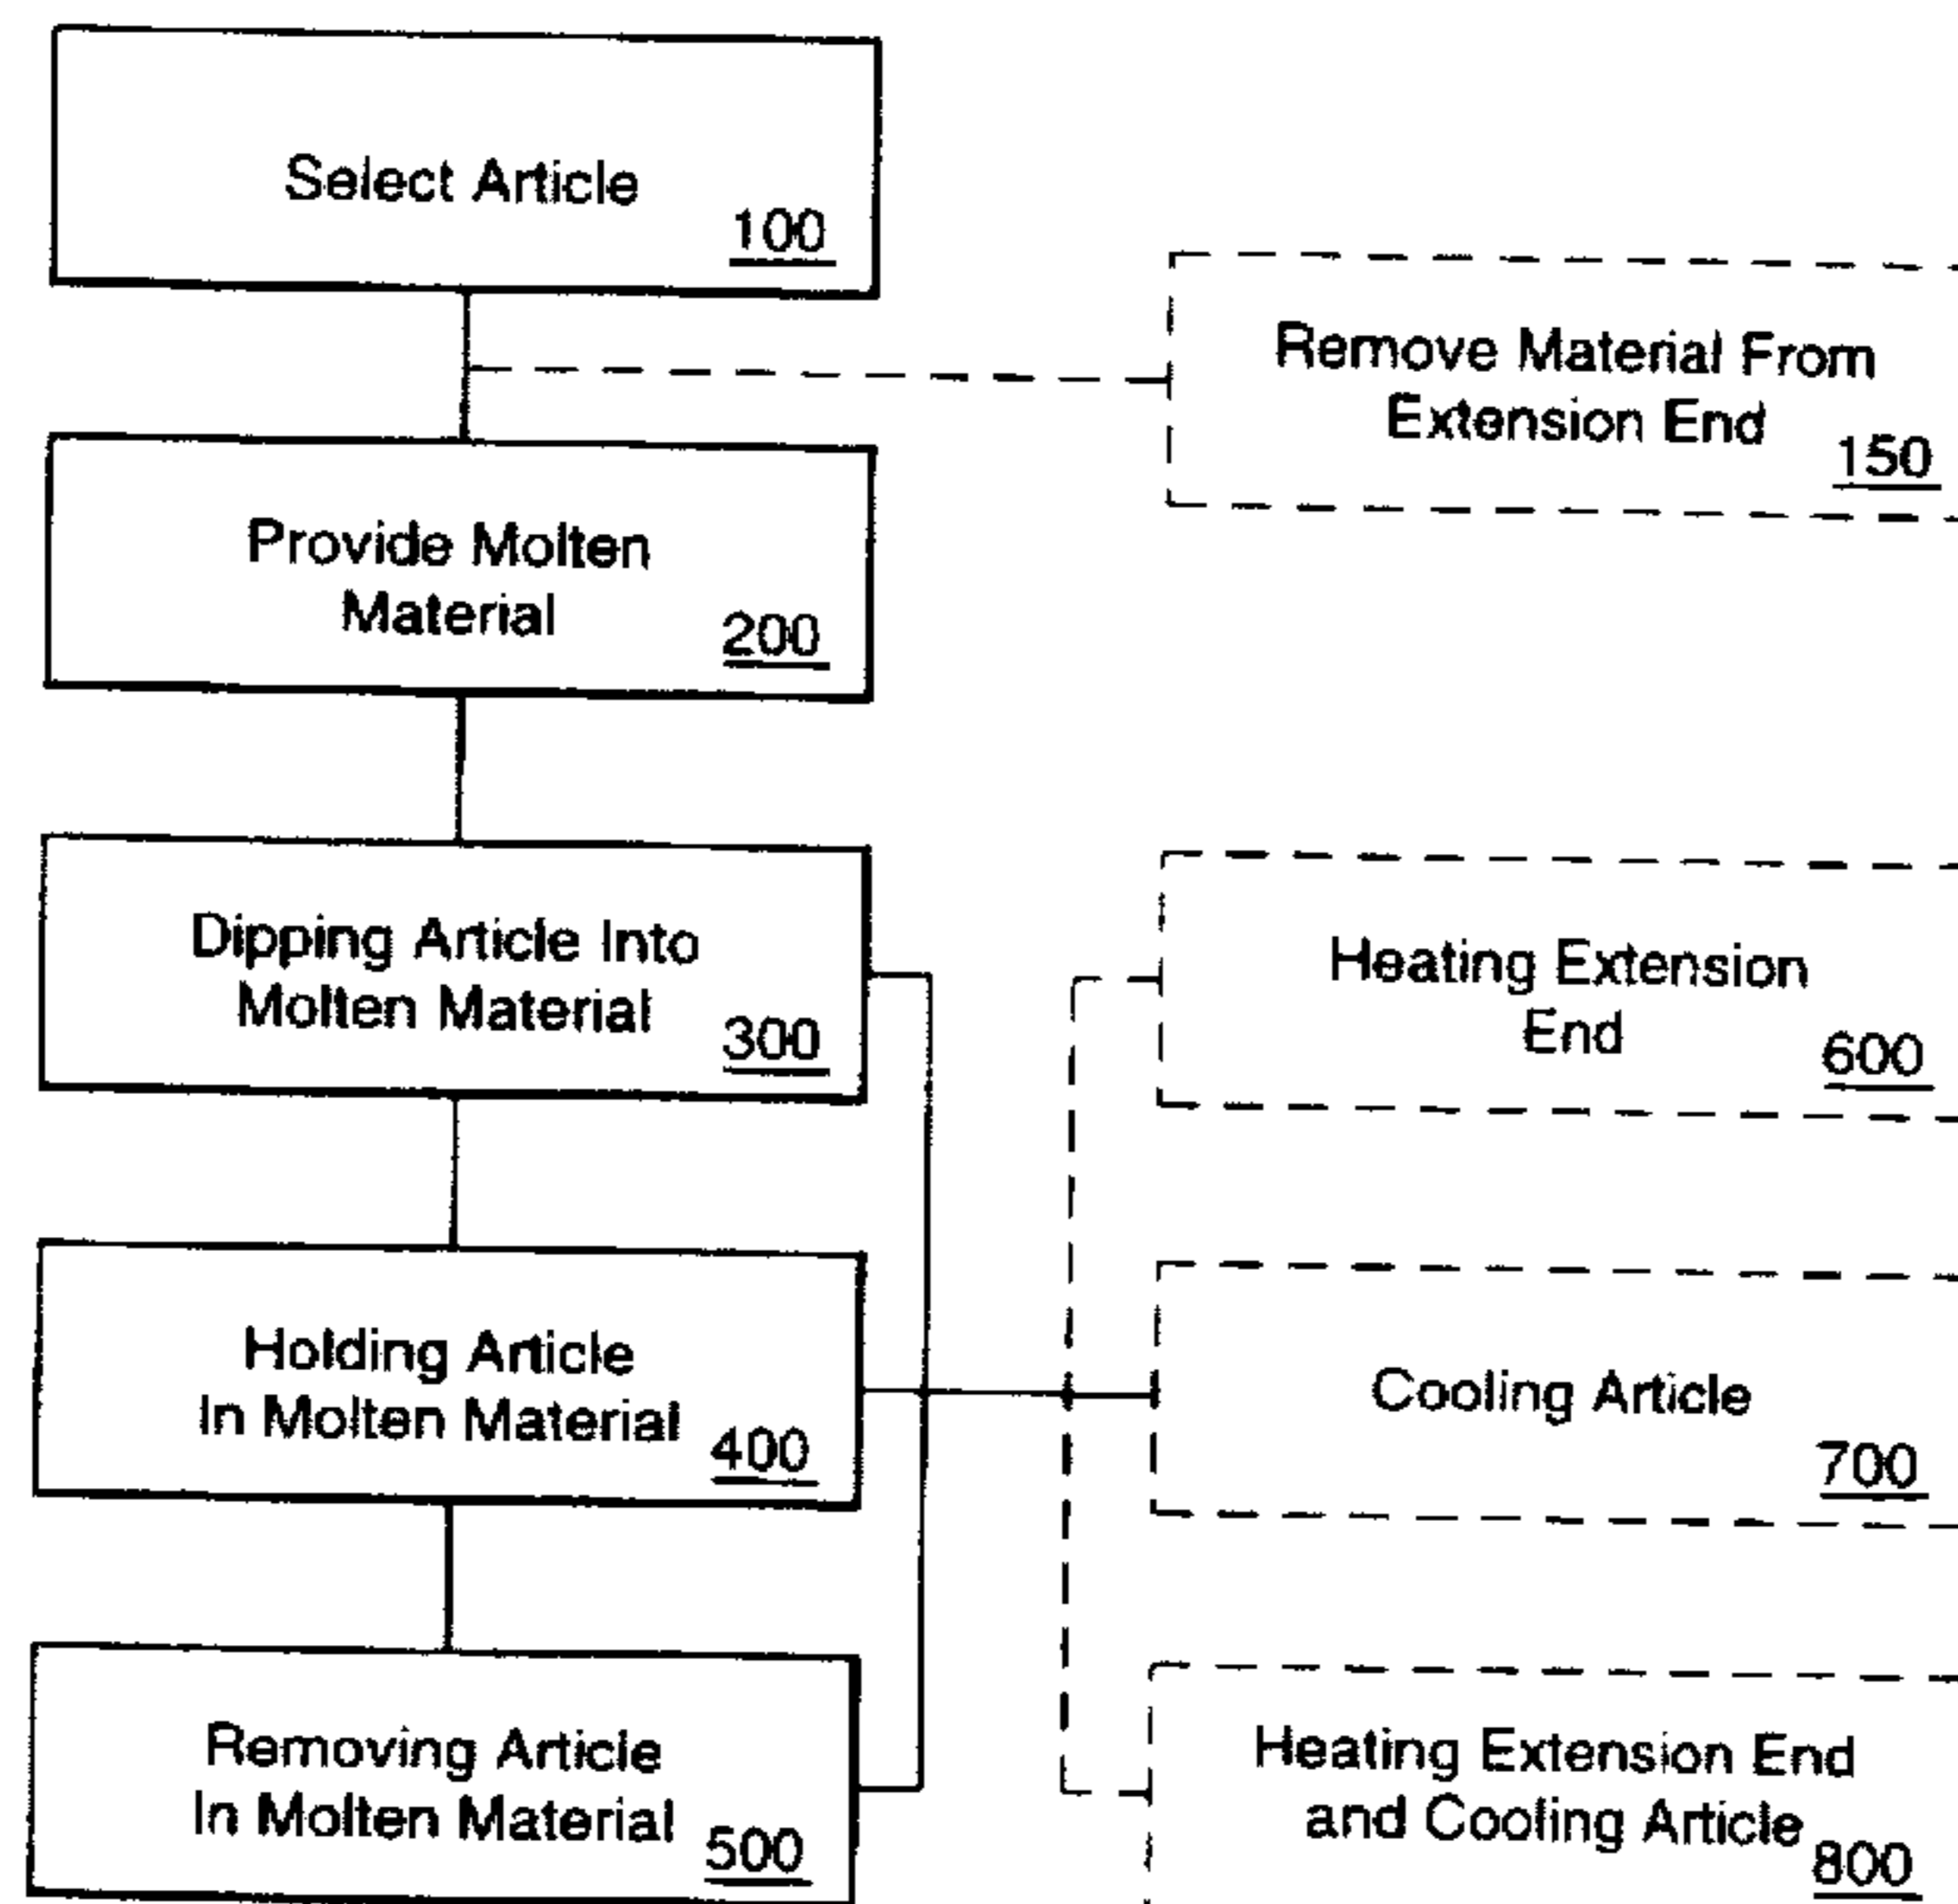 Select Article
100
Remove Material From
Extension End
150
Provide Molten
Material
200
Dipping Article Into
Molten Material
300
Heating Extension
End
600
Holding Article
In Molten Material
400
Cooling Article
700
Removing Article
In Molten Material
500
Heating Extension End
and Cooling Article
800